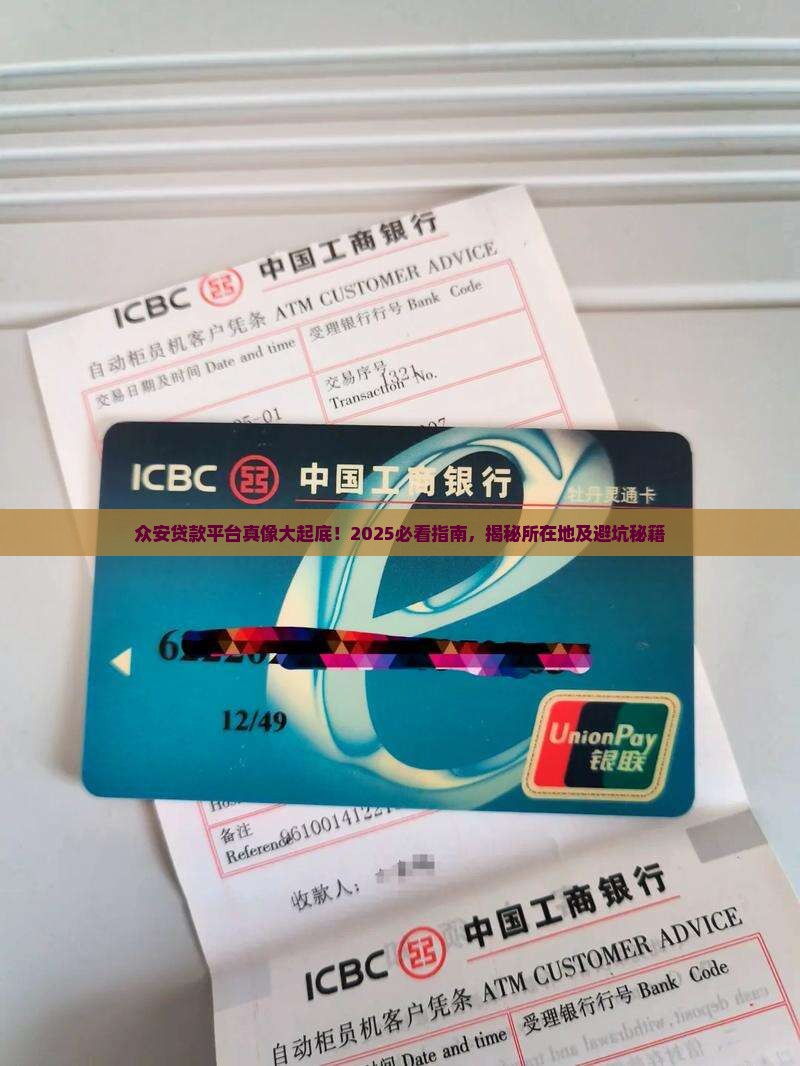 ICBC 中国工商银行
自动柜员机客户凭条 ATM CUSTOMER ADVICE
交易日期及时间 Date and time
受理银行行号 Bank Code
交易序号
Transaction No.
1321
ICBC 中国工商银行
牡丹灵通卡
众安贷款平台真像大起底！2025必看指南，揭秘所在地及避坑秘籍
12/49
UnionPay
银联
备注
Reference
收款人：
ICBC 中国工商银行
自动柜员机客户凭条 ATM CUSTOMER ADVICE
Date and time
受理银行行号 Bank Code